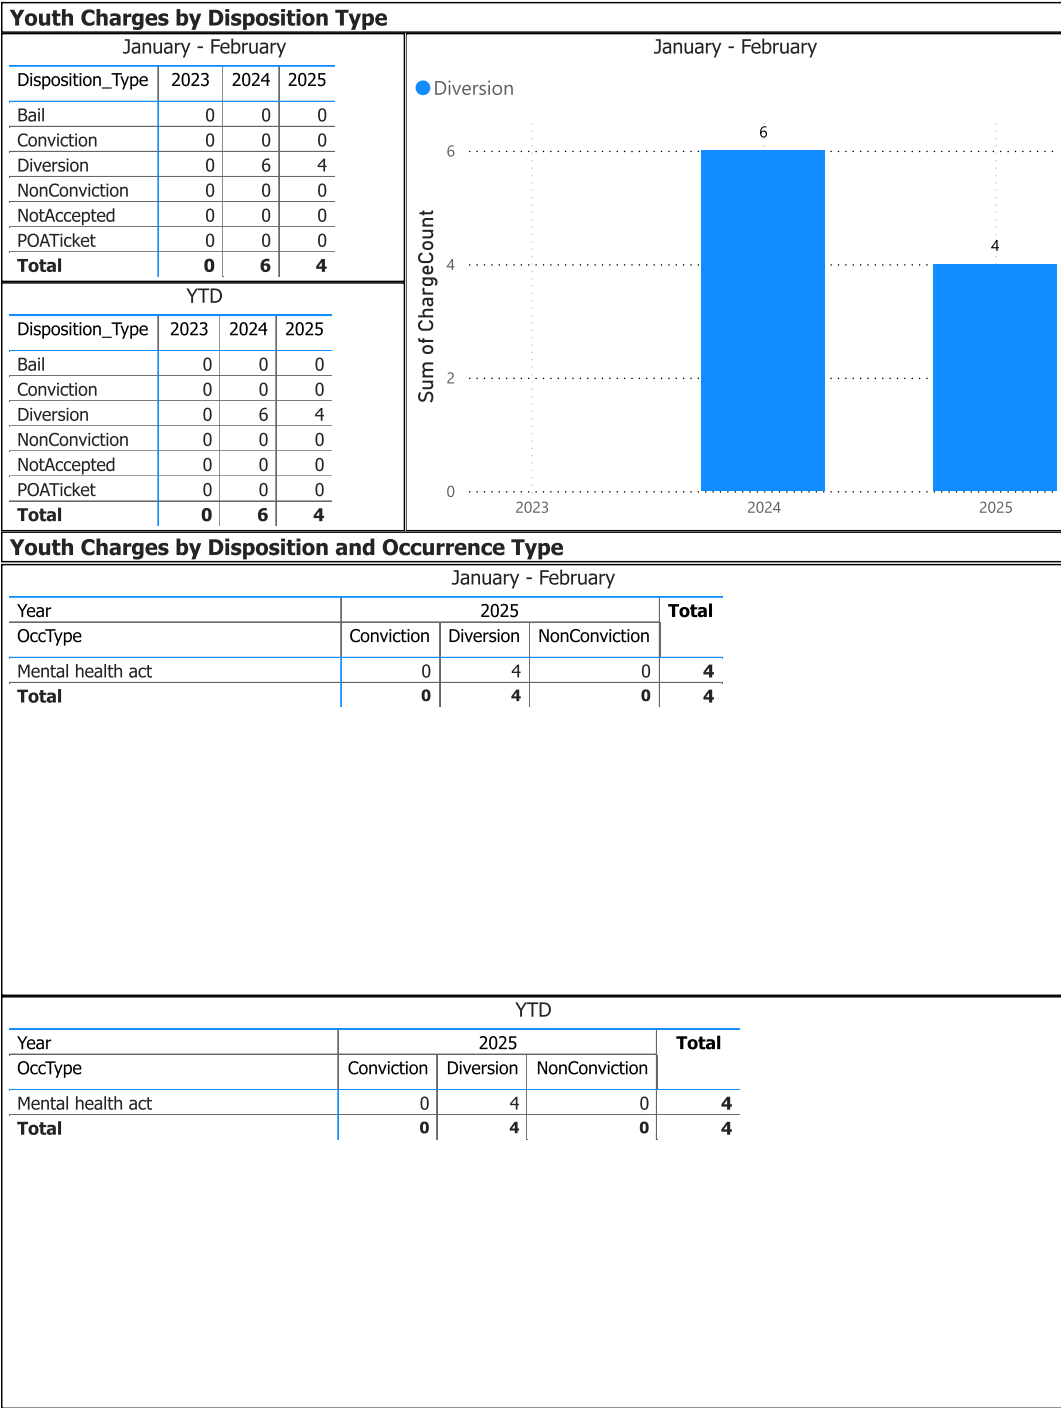 Youth Charges by Disposition Type
January - February
Disposition_Type 2023 2024 2025
Bail 0 0 0
Conviction 0 0 0
Diversion 0 6 4
NonConviction 0 0 0
NotAccepted 0 0 0
POATicket 0 0 0
Total 0 6 4
YTD
Disposition_Type 2023 2024 2025
Bail 0 0 0
Conviction 0 0 0
Diversion 0 6 4
NonConviction 0 0 0
NotAccepted 0 0 0
POATicket 0 0 0
Total 0 6 4
January - February
Diversion
Sum of ChargeCount
6
4
2
0
6
4
2023 2024 2025
Youth Charges by Disposition and Occurrence Type
January - February
Year 2025 Total
OccType Conviction Diversion NonConviction
Mental health act 0 4 0 4
Total 0 4 0 4
YTD
Year 2025 Total
OccType Conviction Diversion NonConviction
Mental health act 0 4 0 4
Total 0 4 0 4